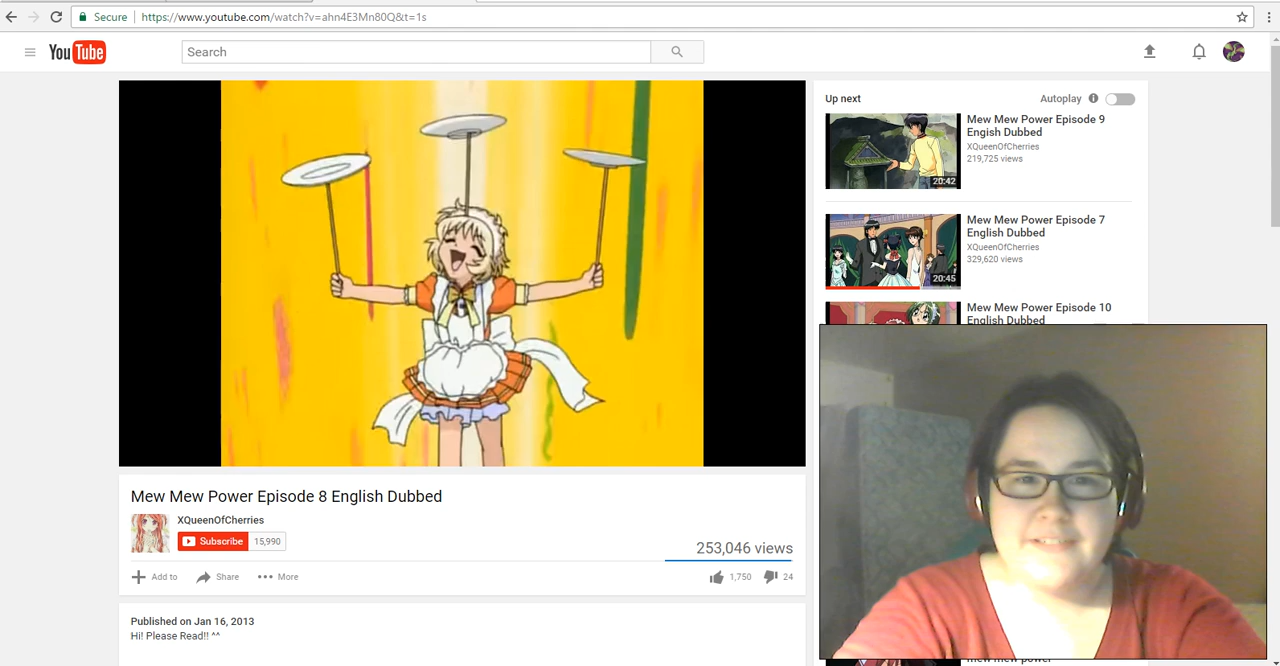 Secure https://www.youtube.com/watch?v=ahn4E3Mn80Q&t=1s
YouTube
Search
Up next
Autoplay
Mew Mew Power Episode 9
Engish Dubbed
XQueenOfCherries
219,725 views
20:42
Mew Mew Power Episode 7
English Dubbed
XQueenOfCherries
329,620 views
20:45
Mew Mew Power Episode 10
English Dubbed
Mew Mew Power Episode 8 English Dubbed
XQueenOfCherries
Subscribe 15,990
253,046 views
Add to Share More
1,750 24
Published on Jan 16, 2013
Hi! Please Read!! ^^
mew mew power